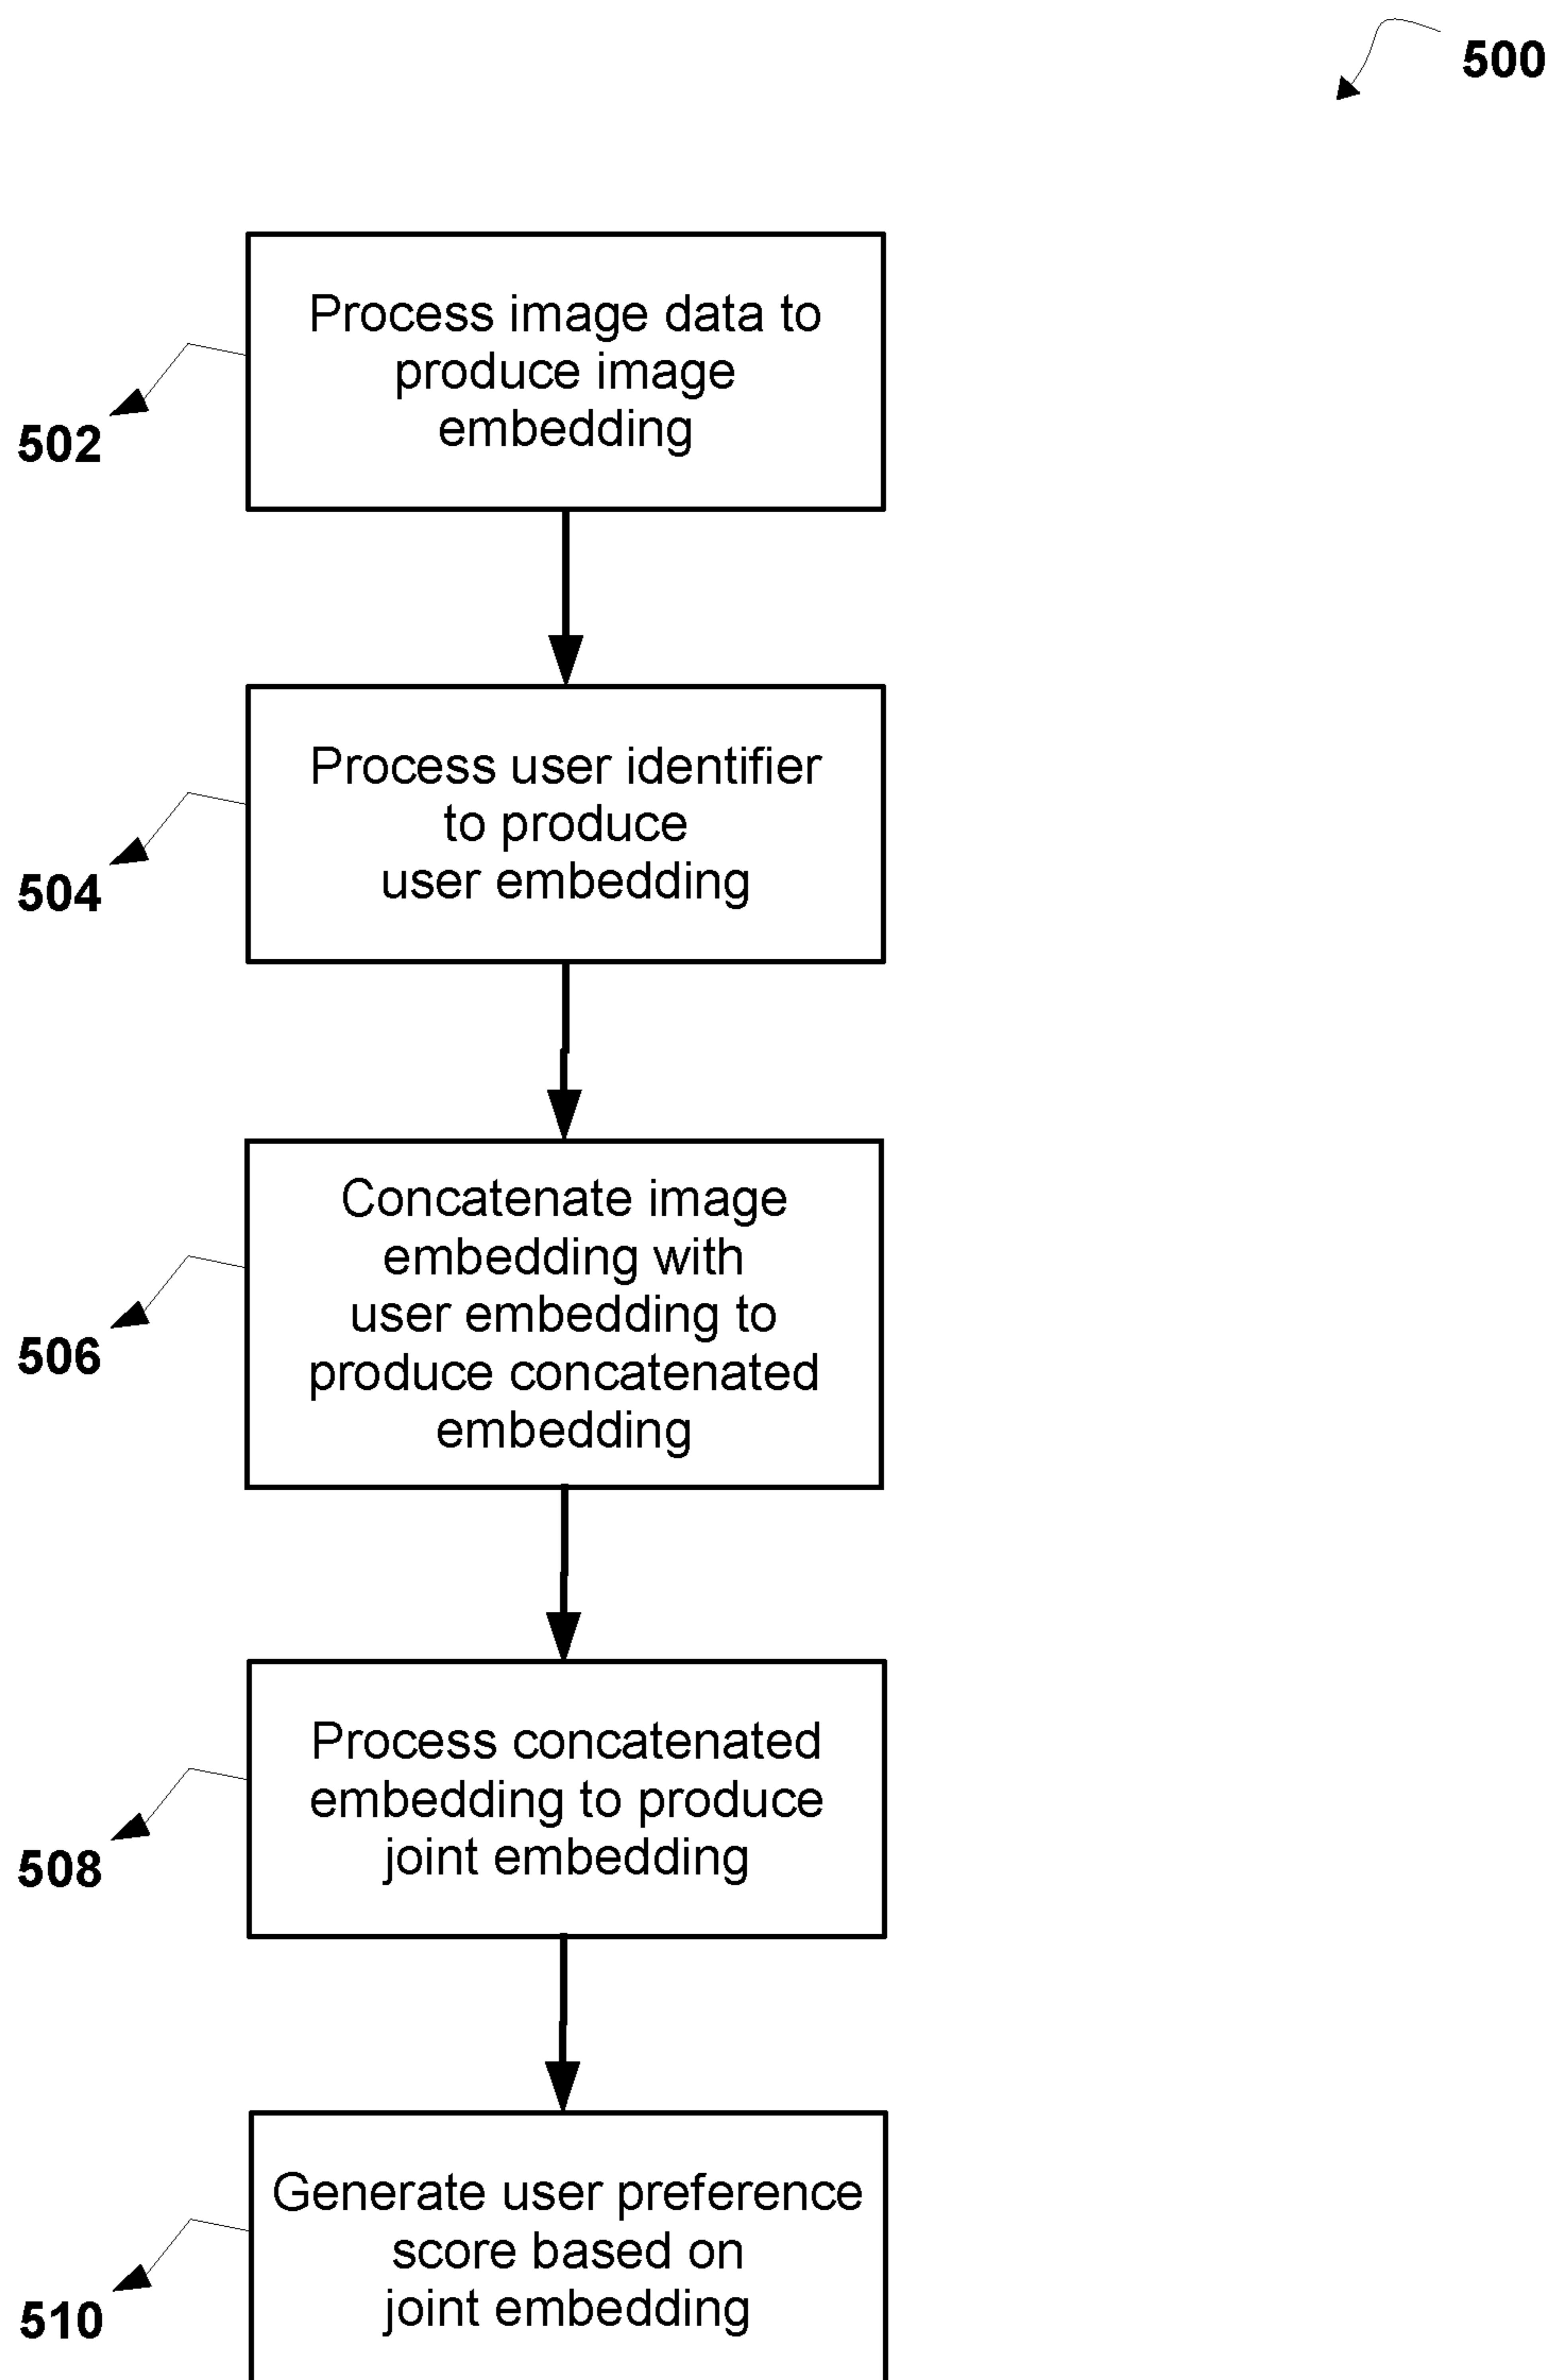 500
Process image data to
produce image
embedding
502
Process user identifier
to produce
user embedding
504
Concatenate image
embedding with
user embedding to
produce concatenated
embedding
506
Process concatenated
embedding to produce
joint embedding
508
Generate user preference
score based on
joint embedding
510